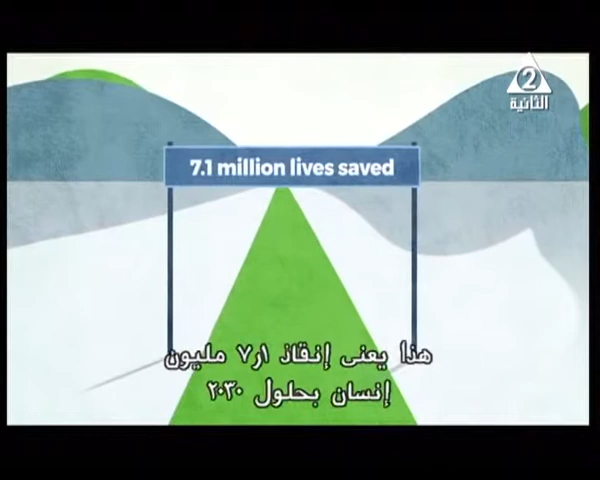 2
الثانية
7.1 million lives saved
هذا يعنى إنقاذ ٧٫١ مليون
إنسان بحلول ٢٠٣٠